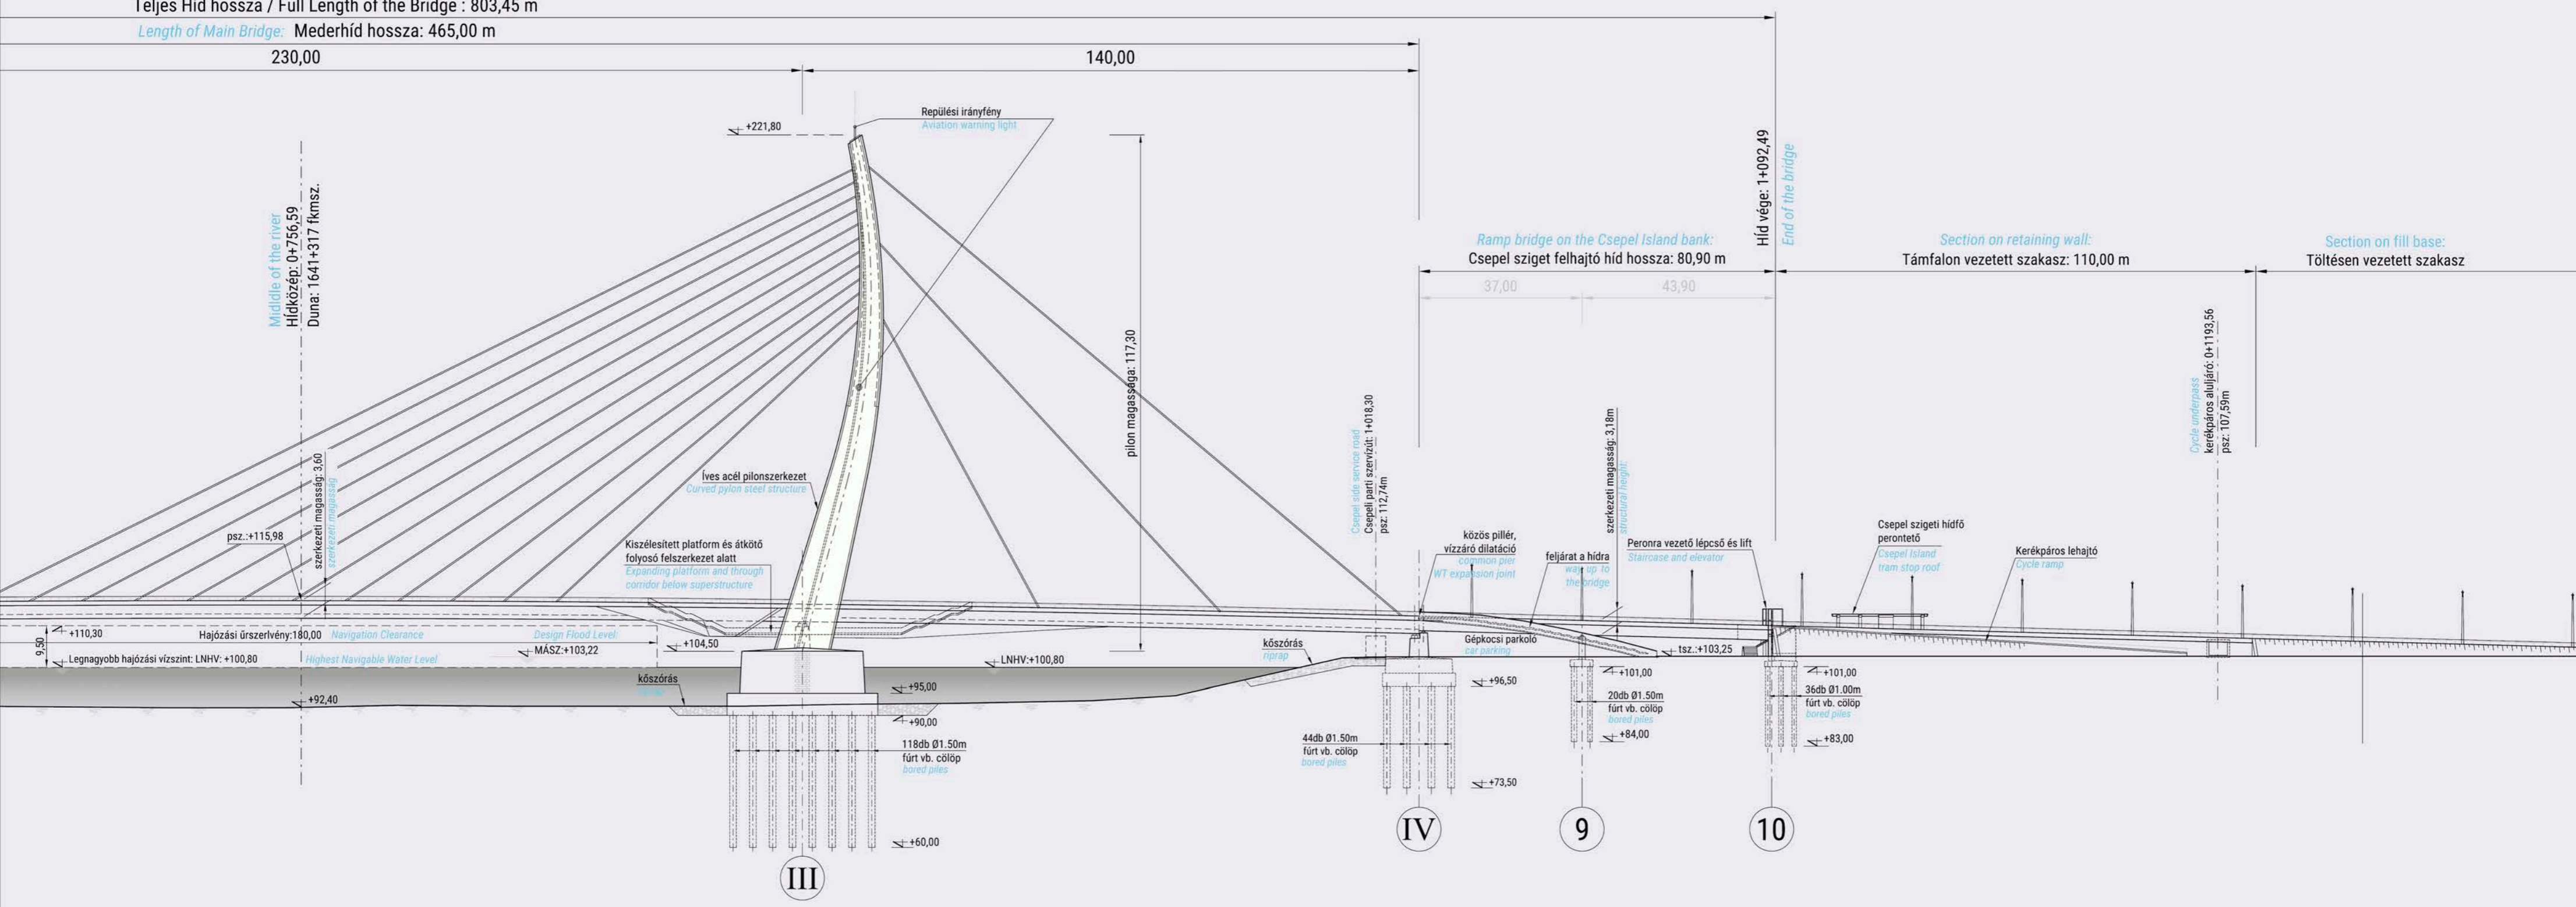 Teljes Híd hossza / Full Length of the Bridge : 803,45 m
Length of Main Bridge: Mederhíd hossza: 465,00 m
230,00
140,00
+221,80
Repülési irányfény
Aviation warning light
Middle of the river
Hídközép: 0+756,59
Duna: 1641+317 fkmsz.
pilon magassága: 117,30
Híd vége: 1+092,49
End of the bridge
Ramp bridge on the Csepel Island bank:
Csepel sziget felhajtó híd hossza: 80,90 m
37,00
43,90
Section on retaining wall:
Támfalon vezetett szakasz: 110,00 m
Section on fill base:
Töltésen vezetett szakasz
Cycle underpass
kerékpáros aluljáró: 0+1193,56
psz: 107,59m
szerkezeti magasság: 3,60
szerkezeti magasság
psz.:+115,98
Íves acél pilonszerkezet
Curved pylon steel structure
Kiszélesített platform és átkötő
folyosó felszerkezet alatt
Expanding platform and through
corridor below superstructure
Csepel side service road
Csepeli parti szervizút: 1+018,30
psz: 112,74m
közös pillér,
vízzáró dilatáció
common pier
WT expansion joint
feljárat a hídra
way up to
the bridge
szerkezeti magasság: 3,18m
structural height:
Peronra vezető lépcső és lift
Staircase and elevator
Csepel szigeti hídfő
perontető
Csepel Island
tram stop roof
Kerékpáros lehajtó
Cycle ramp
9,50
+110,30
Hajózási űrszelvény:180,00 Navigation Clearance
Design Flood Level:
MÁSZ:+103,22
+104,50
Legnagyobb hajózási vízszint: LNHV: +100,80 Highest Navigable Water Level
LNHV:+100,80
kőszórás
riprap
Gépkocsi parkoló
car parking
tsz.:+103,25
kőszórás
+92,40
+95,00
+90,00
118db Ø1.50m
fúrt vb. cölöp
bored piles
+60,00
+96,50
44db Ø1.50m
fúrt vb. cölöp
bored piles
+73,50
+101,00
20db Ø1.50m
fúrt vb. cölöp
bored piles
+84,00
+101,00
36db Ø1.00m
fúrt vb. cölöp
bored piles
+83,00
III
IV
9
10